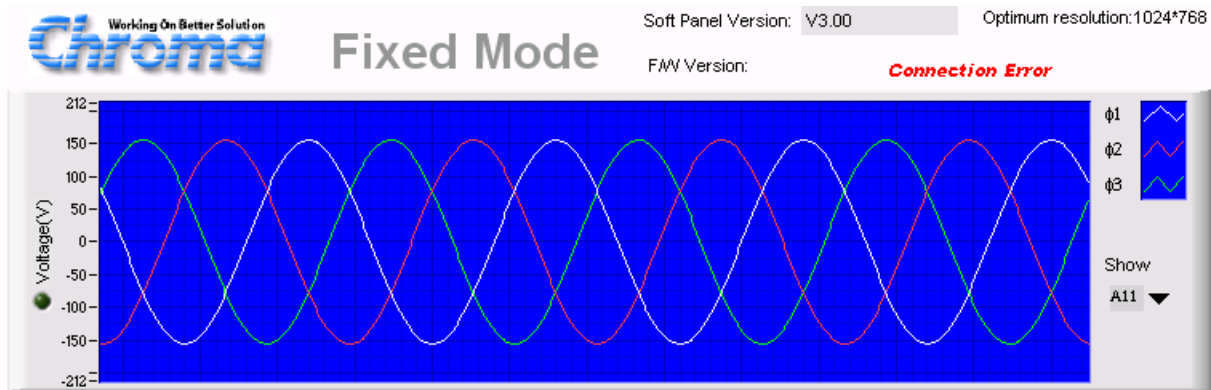 Working On Better Solution
Chroma
Fixed Mode
Soft Panel Version: V3.00
Optimum resolution:1024*768
F/W Version:
Connection Error
212
150
100
50
0
-50
-100
-150
-212
Voltage(V)
ϕ1
ϕ2
ϕ3
Show
A11